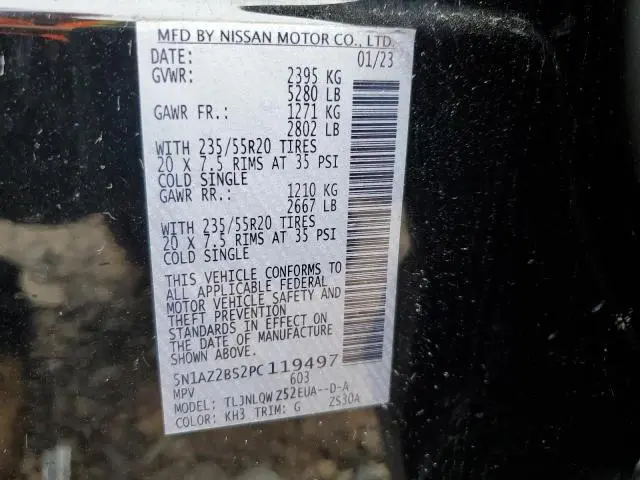 MFD BY NISSAN MOTOR CO., LTD.
DATE: 01/23
GVWR: 2395 KG
5280 LB
GAWR FR.: 1271 KG
2802 LB
WITH 235/55R20 TIRES
20 X 7.5 RIMS AT 35 PSI
COLD SINGLE
GAWR RR.: 1210 KG
2667 LB
WITH 235/55R20 TIRES
20 X 7.5 RIMS AT 35 PSI
COLD SINGLE
THIS VEHICLE CONFORMS TO
ALL APPLICABLE FEDERAL
MOTOR VEHICLE SAFETY AND
THEFT PREVENTION
STANDARDS IN EFFECT ON
THE DATE OF MANUFACTURE
SHOWN ABOVE.
5N1AZ2BS2PC119497
MPV 603
MODEL: TLJNLQW Z52EUA--D-A
COLOR: KH3 TRIM: G ZS30A